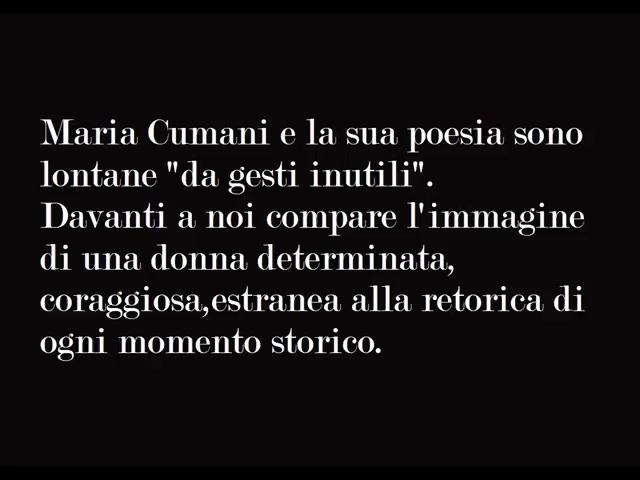 Maria Cumani e la sua poesia sono
lontane "da gesti inutili".
Davanti a noi compare l'immagine
di una donna determinata,
coraggiosa,estranea alla retorica di
ogni momento storico.